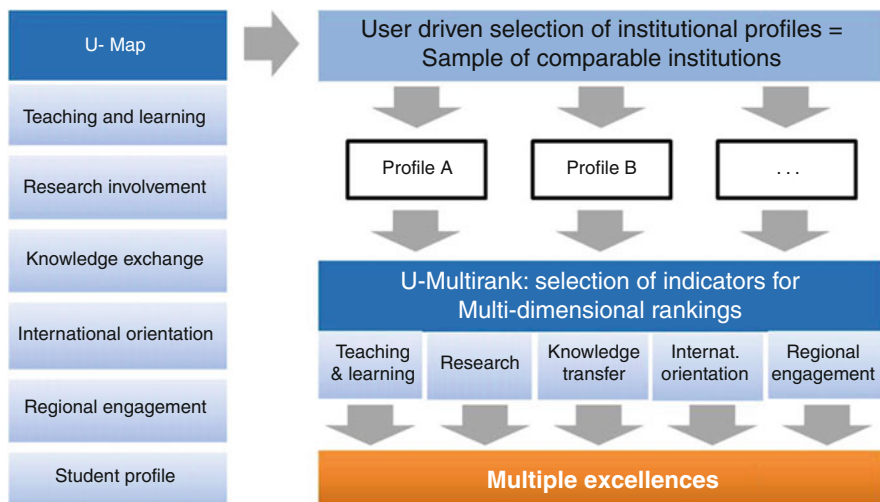 U- Map
Teaching and learning
Research involvement
Knowledge exchange
International orientation
Regional engagement
Student profile
User driven selection of institutional profiles =
Sample of comparable institutions
Profile A
Profile B
. . .
U-Multirank: selection of indicators for
Multi-dimensional rankings
Teaching
& learning
Research
Knowledge
transfer
Internat.
orientation
Regional
engagement
Multiple excellences